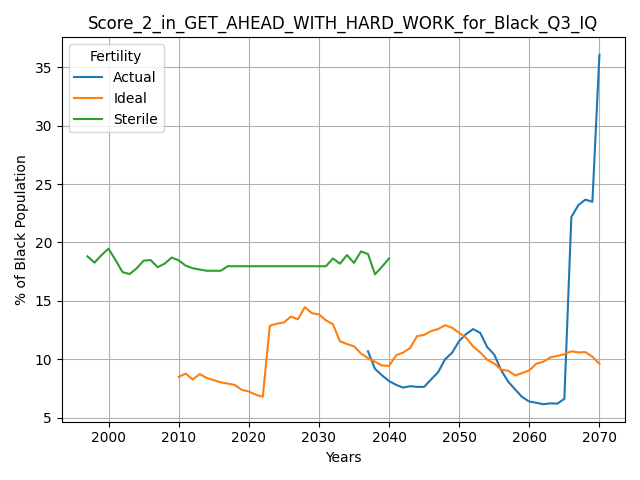 Score_2_in_GET_AHEAD_WITH_HARD_WORK_for_Black_Q3_IQ
Fertility
Actual
Ideal
Sterile
% of Black Population
35
30
25
20
15
10
5
2000 2010 2020 2030 2040 2050 2060 2070
Years